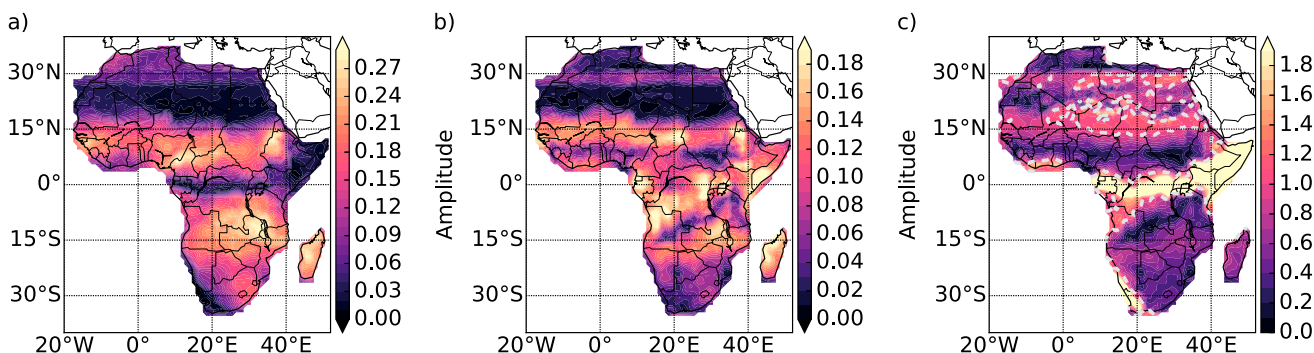 a)
30°N
15°N
0°
15°S
30°S
20°W
0°
20°E
40°E
0.27
0.24
0.21
0.18
0.15
0.12
0.09
0.06
0.03
0.00
Amplitude
b)
30°N
15°N
0°
15°S
30°S
20°W
0°
20°E
40°E
0.18
0.16
0.14
0.12
0.10
0.08
0.06
0.04
0.02
0.00
Amplitude
c)
30°N
15°N
0°
15°S
30°S
20°W
0°
20°E
40°E
1.8
1.6
1.4
1.2
1.0
0.8
0.6
0.4
0.2
0.0